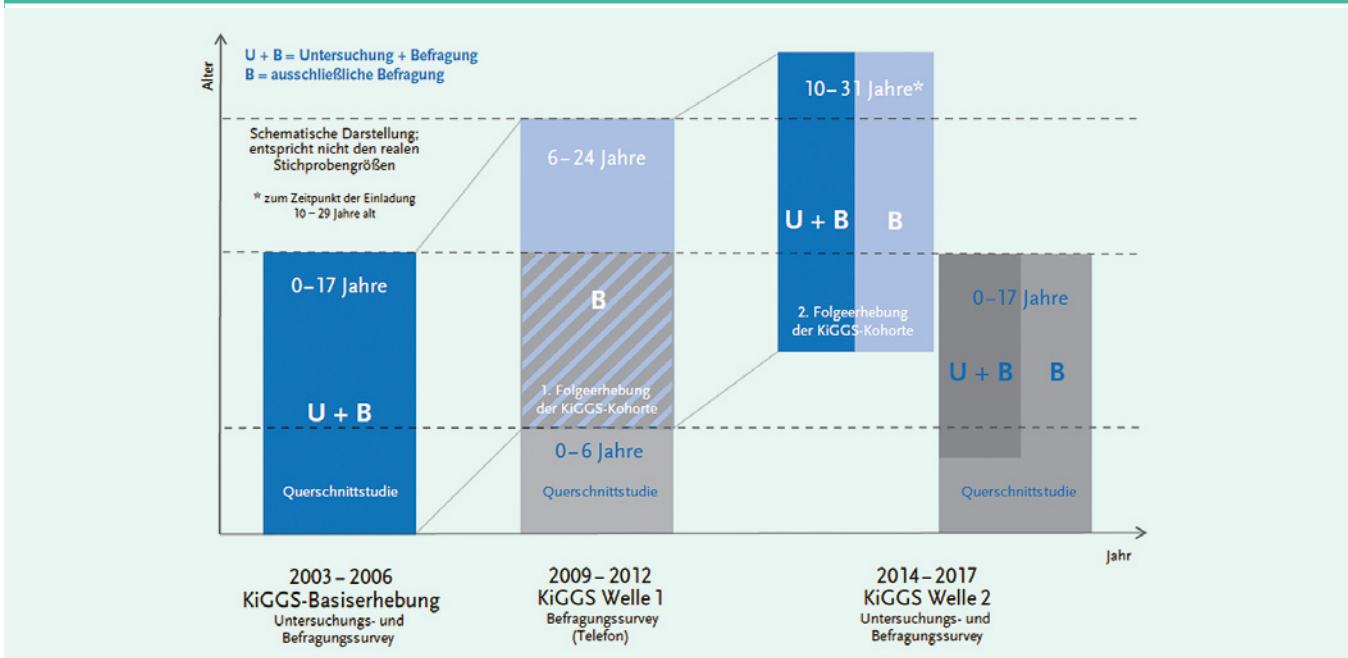 Alter
U + B = Untersuchung + Befragung
B = ausschließliche Befragung
Schematische Darstellung;
entspricht nicht den realen
Stichprobengrößen
* zum Zeitpunkt der Einladung
10 – 29 Jahre alt
0–17 Jahre
U + B
Querschnittstudie
6–24 Jahre
B
1. Folgeerhebung
der KiGGS-Kohorte
0–6 Jahre
Querschnittstudie
10–31 Jahre*
U + B
B
2. Folgeerhebung
der KiGGS-Kohorte
0–17 Jahre
U + B
B
Querschnittstudie
Jahr
2003 – 2006
KiGGS-Basiserhebung
Untersuchungs- und
Befragungssurvey
2009 – 2012
KiGGS Welle 1
Befragungssurvey
(Telefon)
2014 – 2017
KiGGS Welle 2
Untersuchungs- und
Befragungssurvey